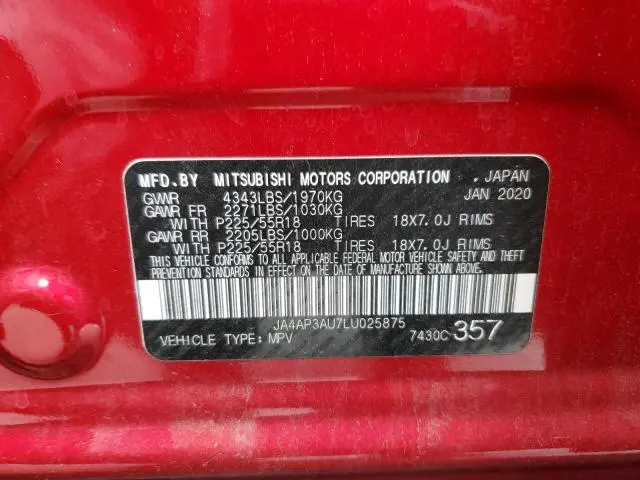 MFD.BY MITSUBISHI MOTORS CORPORATION . JAPAN
GVWR 4343LBS/1970KG JAN 2020
GAWR FR 2271LBS/1030KG
WITH P225/55R18 TIRES 18X7.0J RIMS
GAWR RR 2205LBS/1000KG
WITH P225/55R18 TIRES 18X7.0J RIMS
THIS VEHICLE CONFORMS TO ALL APPLICABLE FEDERAL MOTOR VEHICLE SAFETY AND THEFT
PREVENTION STANDARDS IN EFFECT ON THE DATE OF MANUFACTURE SHOWN ABOVE.
JA4AP3AU7LU025875
VEHICLE TYPE: MPV 7430C 357